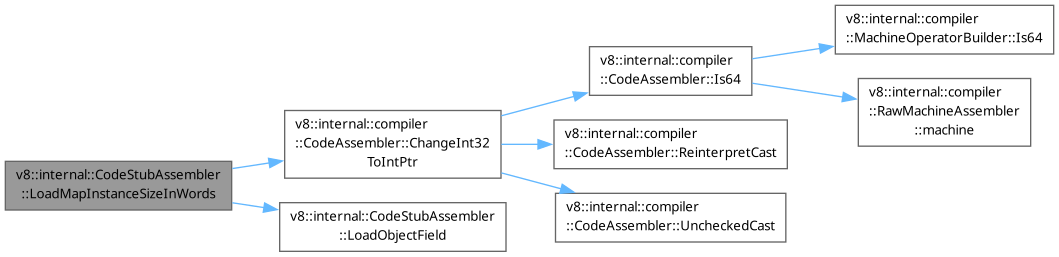 v8::internal::CodeStubAssembler
::LoadMapInstanceSizeInWords
v8::internal::compiler
::CodeAssembler::ChangeInt32
ToIntPtr
v8::internal::CodeStubAssembler
::LoadObjectField
v8::internal::compiler
::CodeAssembler::Is64
v8::internal::compiler
::CodeAssembler::ReinterpretCast
v8::internal::compiler
::CodeAssembler::UncheckedCast
v8::internal::compiler
::MachineOperatorBuilder::Is64
v8::internal::compiler
::RawMachineAssembler
::machine